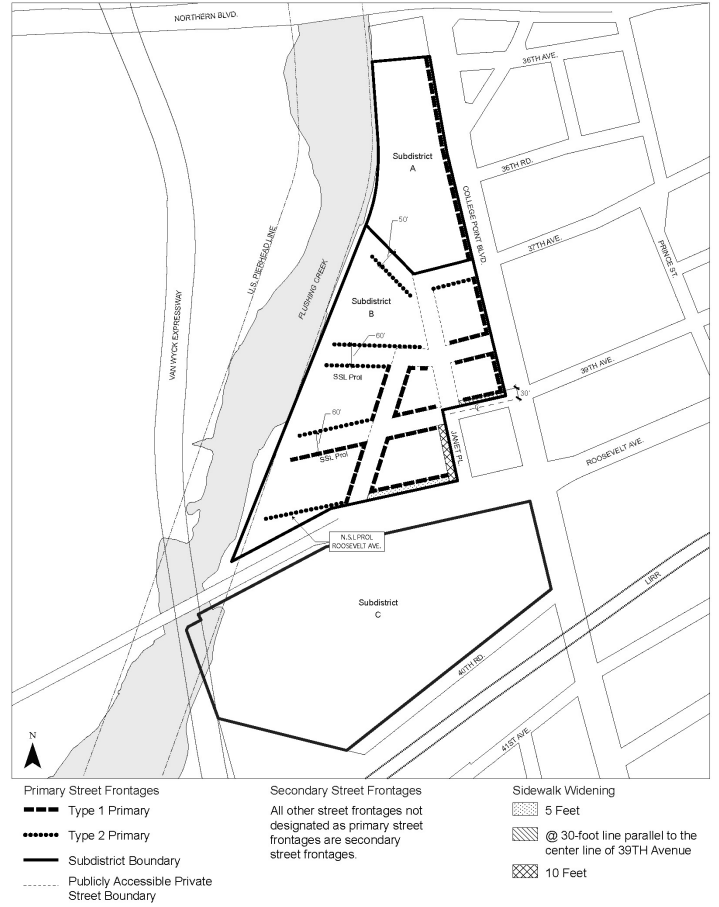 NORTHERN BLVD.
36TH AVE.
Subdistrict
A
36TH RD.
COLLEGE POINT BLVD.
50'
37TH AVE.
PRINCE ST.
U.S. PIERHEAD LINE
FLUSHING CREEK
VAN WYCK EXPRESSWAY
Subdistrict
B
60'
SSL Prol
39TH AVE.
30'
60'
SSL Prol
JANET PL.
ROOSEVELT AVE.
N.S.L PROL
ROOSEVELT AVE.
LIRR
Subdistrict
C
40TH RD.
41ST AVE.
N
Primary Street Frontages
Type 1 Primary
Type 2 Primary
Subdistrict Boundary
Publicly Accessible Private
Street Boundary
Secondary Street Frontages
All other street frontages not
designated as primary street
frontages are secondary
street frontages.
Sidewalk Widening
5 Feet
@ 30-foot line parallel to the
center line of 39TH Avenue
10 Feet